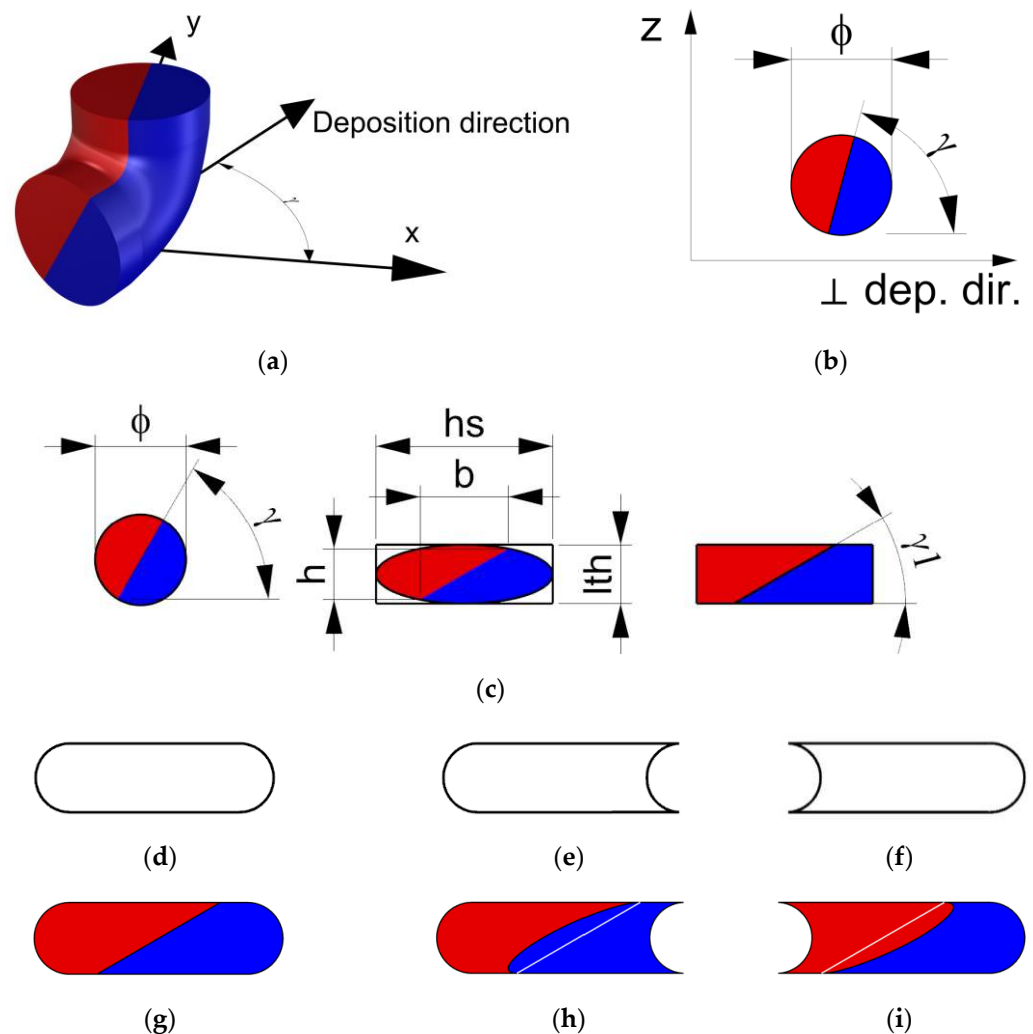 y
Deposition direction
γ
x
(a)
z
ϕ
γ
⊥ dep. dir.
(b)
ϕ
γ
hs
b
h
lth
γ1
(c)
(d)
(e)
(f)
(g)
(h)
(i)